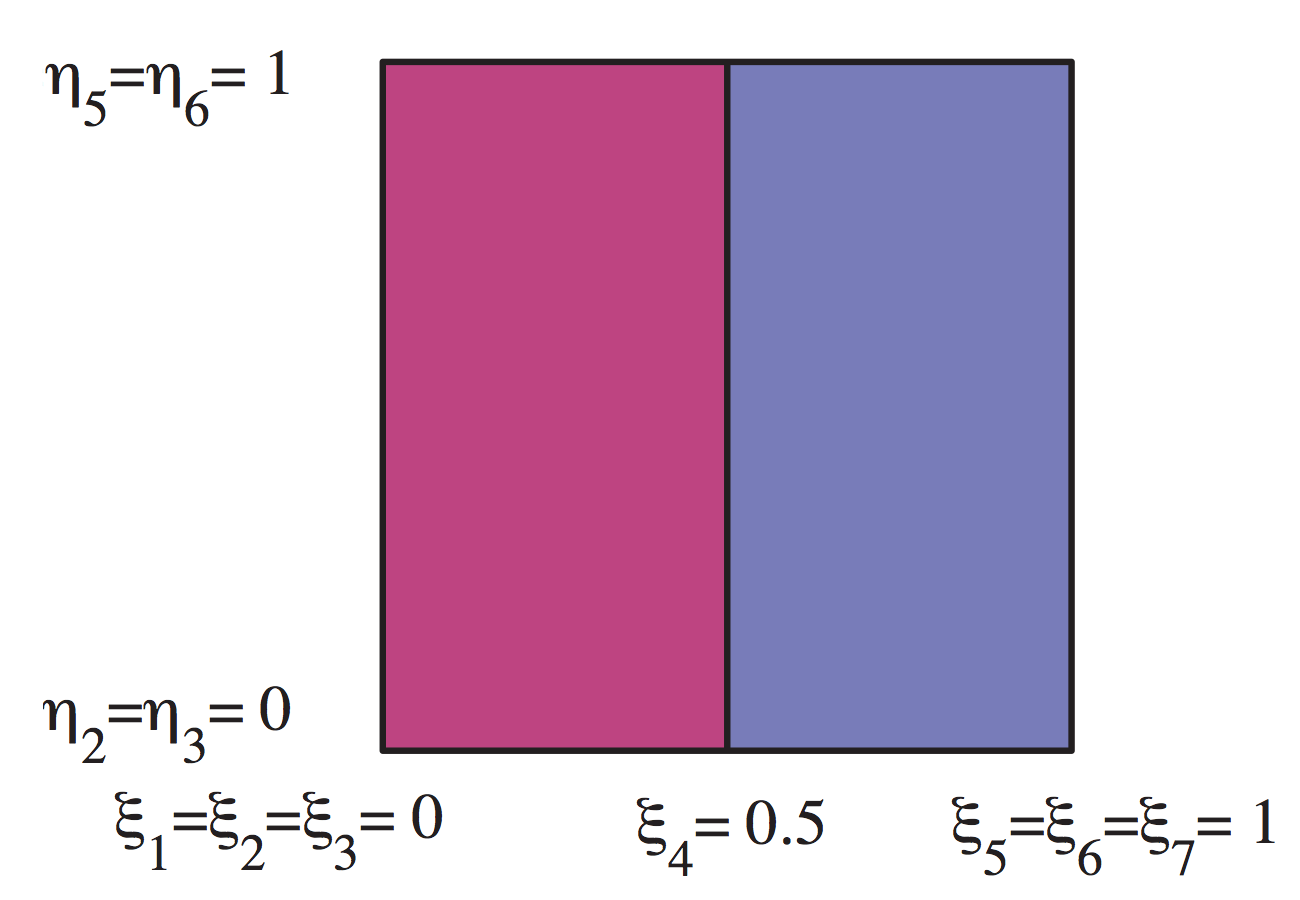 η₅=η₆= 1
η₂=η₃= 0
ξ₁=ξ₂=ξ₃= 0
ξ₄= 0.5
ξ₅=ξ₆=ξ₇= 1